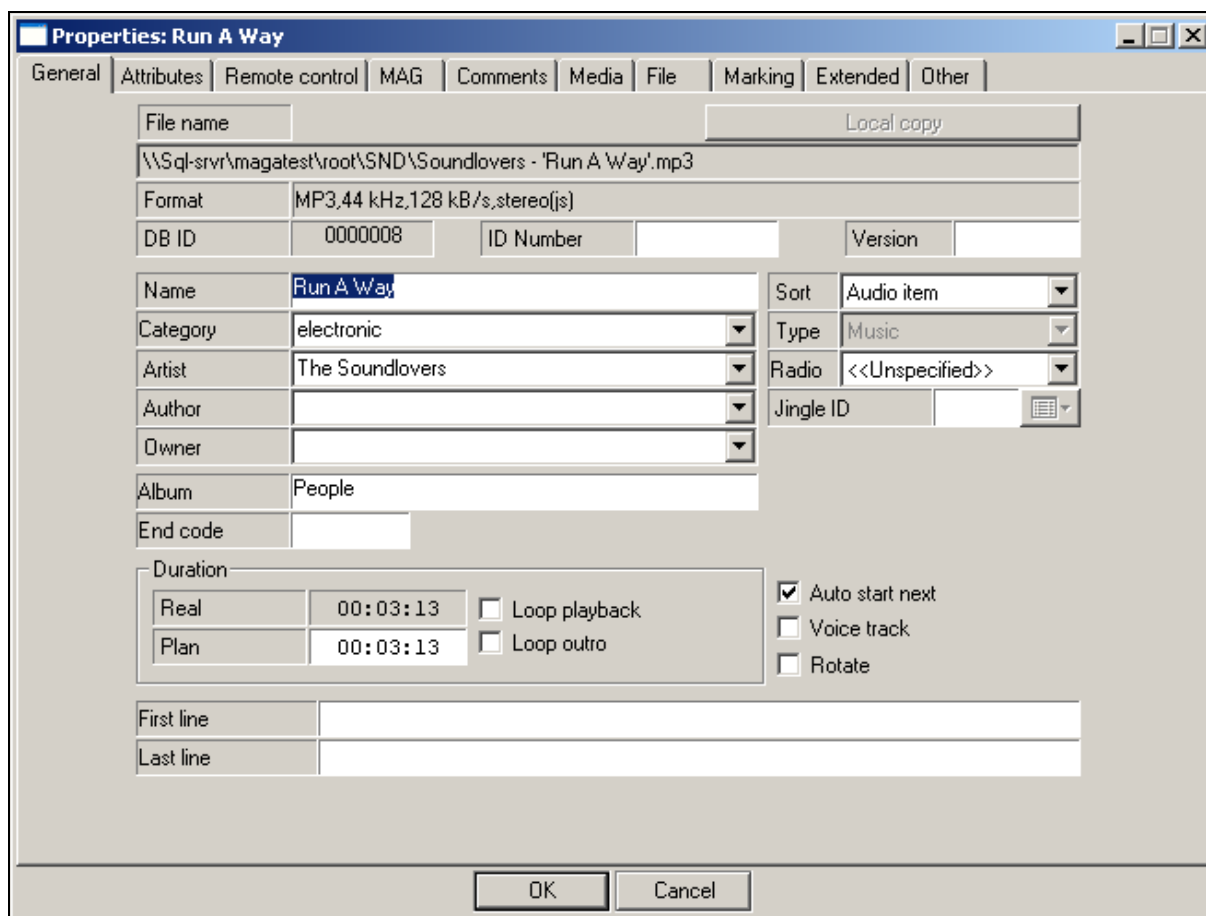 Properties: Run A Way
General Attributes Remote control MAG Comments Media File Marking Extended Other
File name Local copy
\\Sql-srvr\magatest\root\SND\Soundlovers - 'Run A Way'.mp3
Format MP3,44 kHz,128 kB/s,stereo(js)
DB ID 0000008 ID Number Version
Name Run A Way Sort Audio item
Category electronic Type Music
Artist The Soundlovers Radio <<Unspecified>>
Author Jingle ID
Owner
Album People
End code
Duration
Real 00:03:13 Loop playback Auto start next
Plan 00:03:13 Loop outro Voice track
Rotate
First line
Last line
OK Cancel